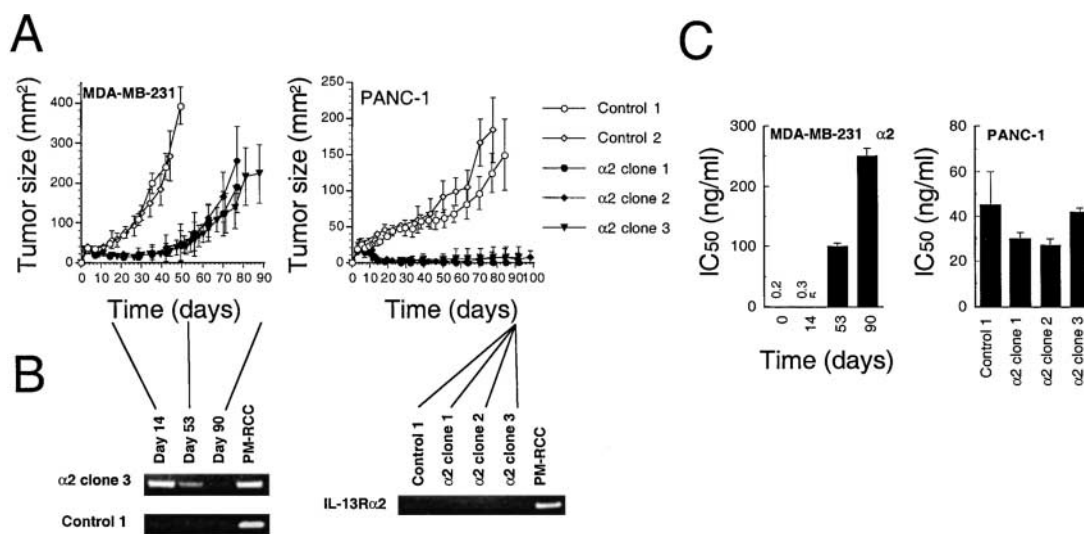 A
C
B
MDA-MB-231
Tumor size (mm²)
400
300
200
100
0
0 10 20 30 40 50 60 70 80 90
Time (days)
PANC-1
Tumor size (mm²)
250
200
150
100
50
0
0 10 20 30 40 50 60 70 80 90 100
Time (days)
Control 1
Control 2
α2 clone 1
α2 clone 2
α2 clone 3
Day 14
Day 53
Day 90
PM-RCC
α2 clone 3
Control 1
Control 1
α2 clone 1
α2 clone 2
α2 clone 3
PM-RCC
IL-13Rα2
MDA-MB-231 α2
IC50 (ng/ml)
300
200
100
0
0.2
0.3
0
14
53
90
Time (days)
PANC-1
IC50 (ng/ml)
80
60
40
20
0
Control 1
α2 clone 1
α2 clone 2
α2 clone 3